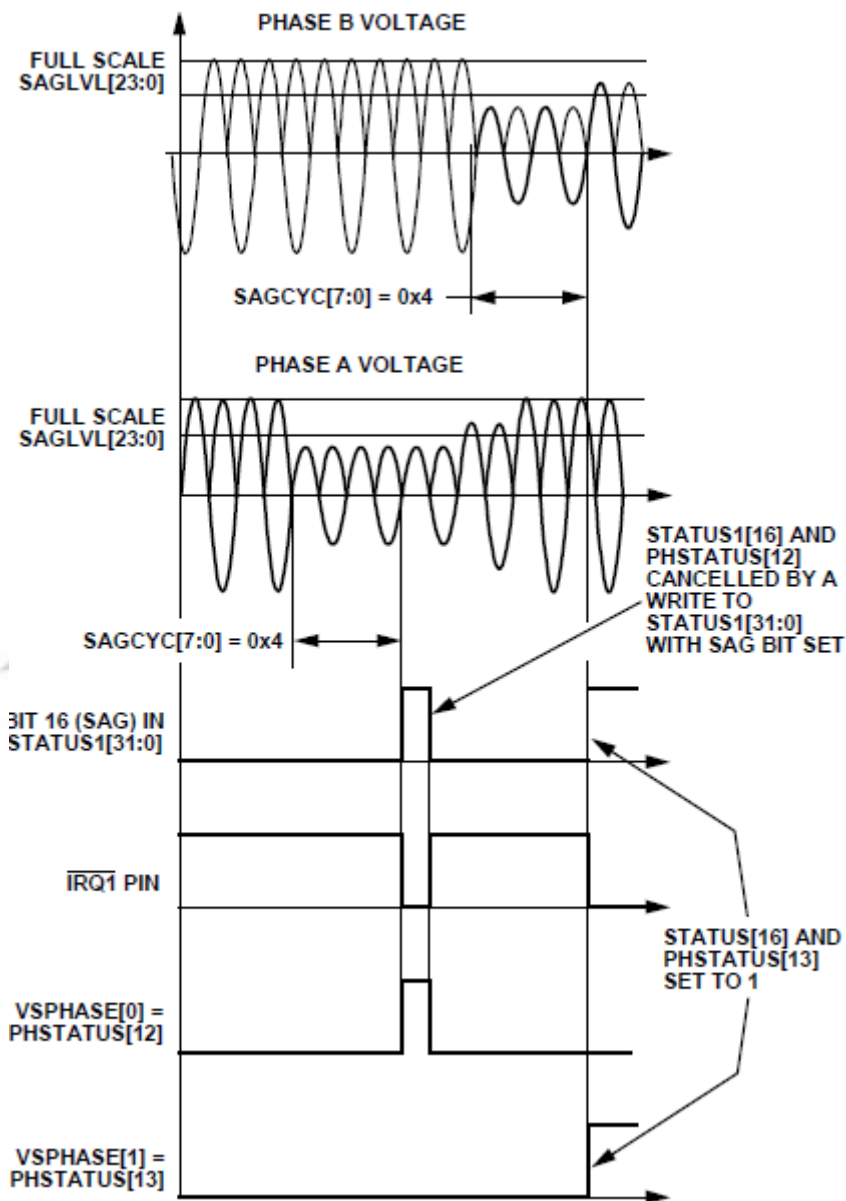 PHASE B VOLTAGE
FULL SCALE
SAGLVL[23:0]
SAGCYC[7:0] = 0x4
PHASE A VOLTAGE
FULL SCALE
SAGLVL[23:0]
STATUS1[16] AND
PHSTATUS[12]
CANCELLED BY A
WRITE TO
STATUS1[31:0]
WITH SAG BIT SET
SAGCYC[7:0] = 0x4
BIT 16 (SAG) IN
STATUS1[31:0]
IRQ1 PIN
STATUS[16] AND
PHSTATUS[13]
SET TO 1
VSPHASE[0] =
PHSTATUS[12]
VSPHASE[1] =
PHSTATUS[13]